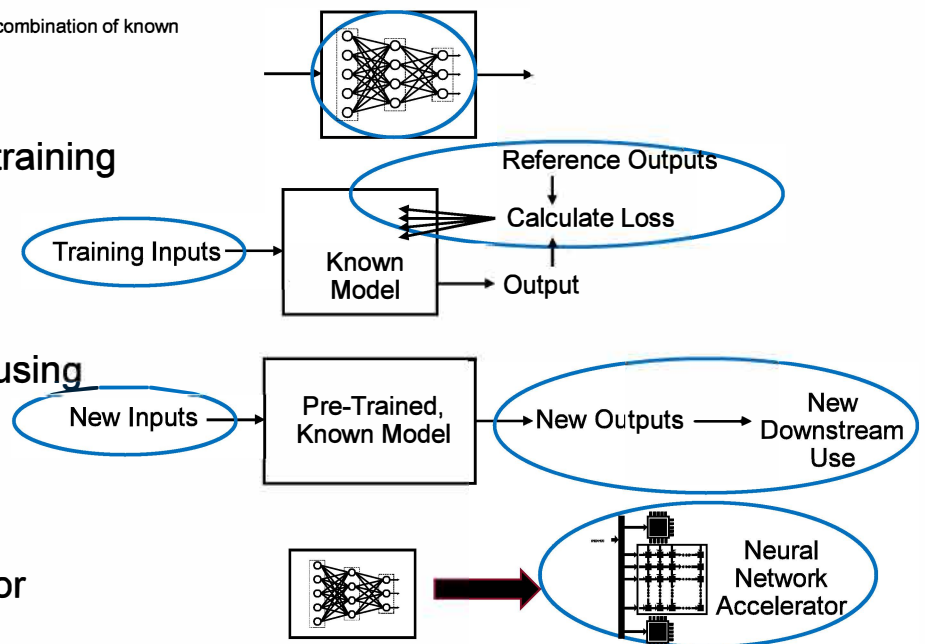 combination of known
training
Reference Outputs
Calculate Loss
Training Inputs
Known
Model
Output
using
New Inputs
Pre-Trained,
Known Model
New Outputs
New
Downstream
Use
or
Neural
Network
Accelerator